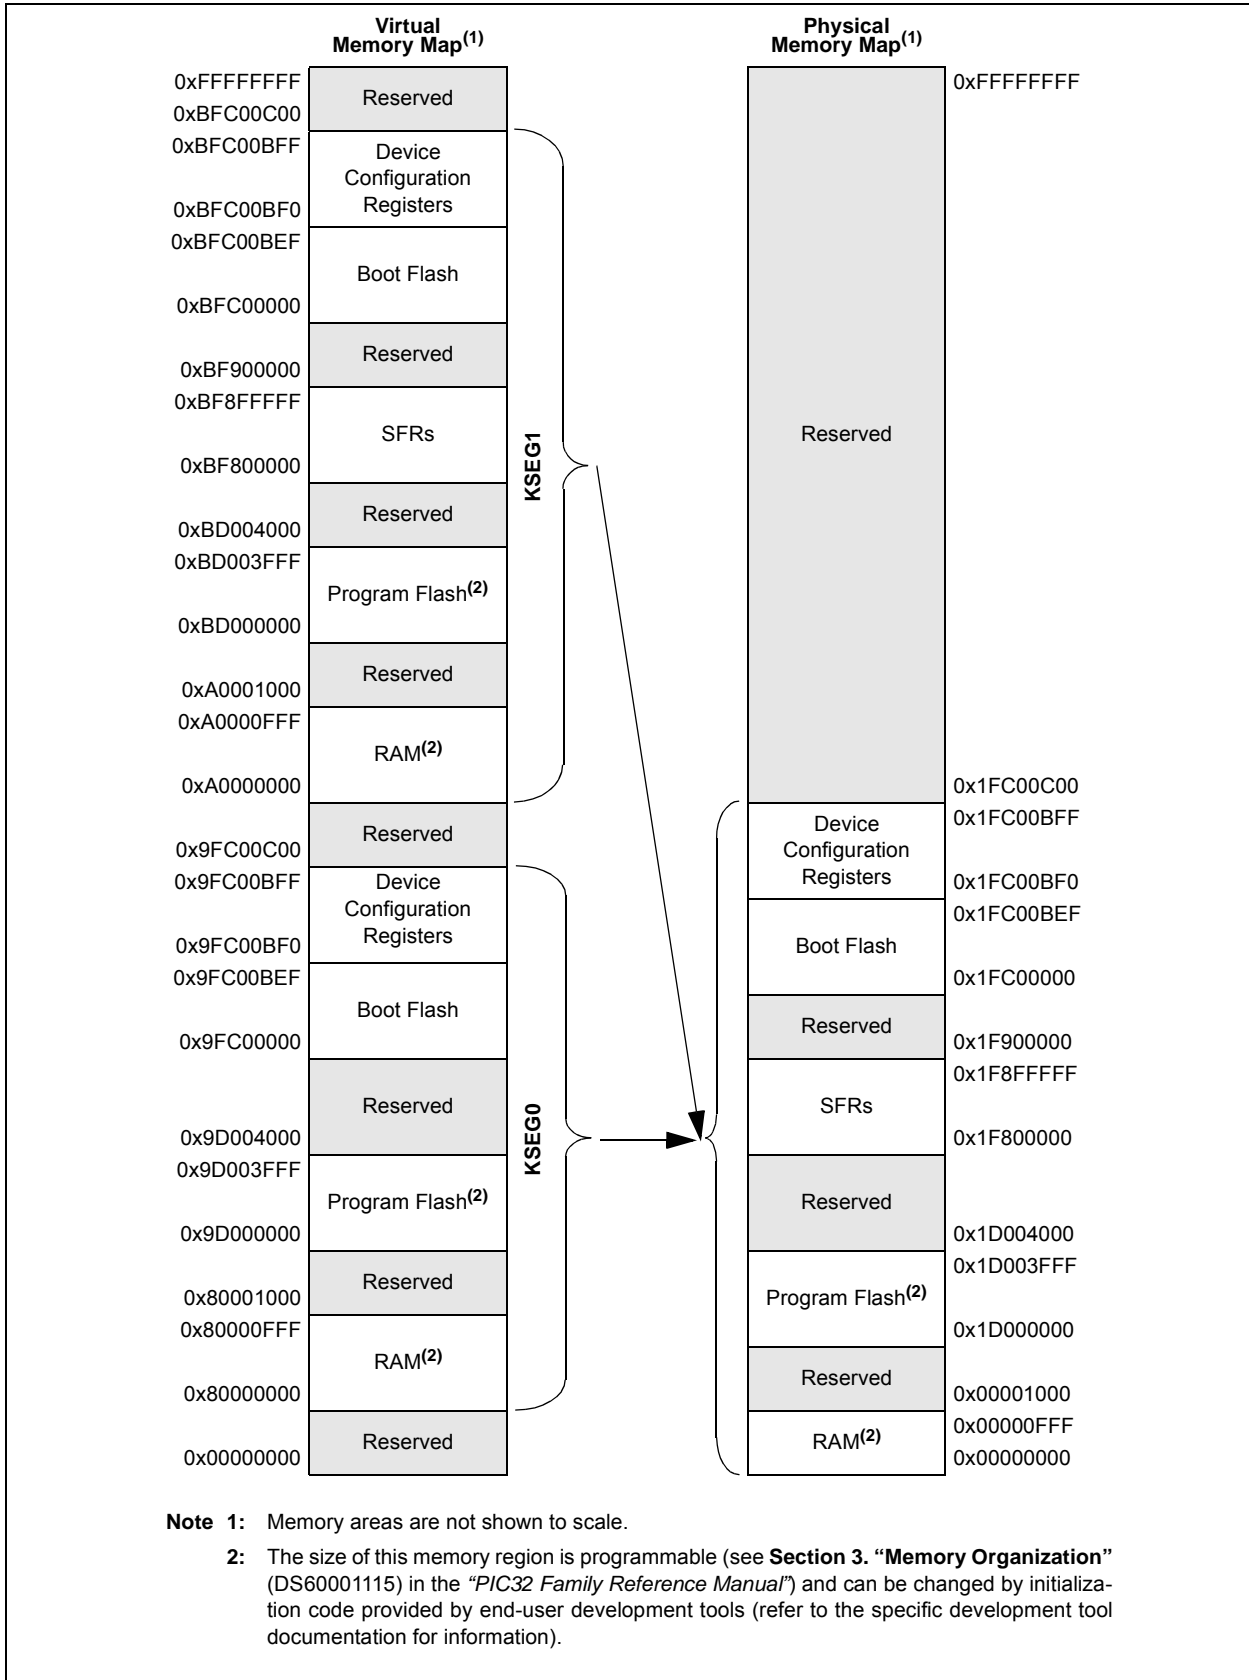 Virtual
Memory Map(1)
Physical
Memory Map(1)
0xFFFFFFFF
Reserved
0xBFC00C00
0xBFC00BFF
Device
Configuration
Registers
0xBFC00BF0
0xBFC00BEF
Boot Flash
0xBFC00000
Reserved
0xBF900000
0xBF8FFFFF
SFRs
0xBF800000
Reserved
0xBD004000
0xBD003FFF
Program Flash(2)
0xBD000000
Reserved
0xA0001000
0xA0000FFF
RAM(2)
0xA0000000
Reserved
0x9FC00C00
0x9FC00BFF
Device
Configuration
Registers
0x9FC00BF0
0x9FC00BEF
Boot Flash
0x9FC00000
Reserved
0x9D004000
0x9D003FFF
Program Flash(2)
0x9D000000
Reserved
0x80001000
0x80000FFF
RAM(2)
0x80000000
Reserved
0x00000000
KSEG1
KSEG0
0xFFFFFFFF
Reserved
0x1FC00C00
0x1FC00BFF
Device
Configuration
Registers
0x1FC00BF0
0x1FC00BEF
Boot Flash
0x1FC00000
Reserved
0x1F900000
0x1F8FFFFF
SFRs
0x1F800000
Reserved
0x1D004000
0x1D003FFF
Program Flash(2)
0x1D000000
Reserved
0x00001000
0x00000FFF
RAM(2)
0x00000000
Note 1: Memory areas are not shown to scale.
2: The size of this memory region is programmable (see Section 3. “Memory Organization”
(DS60001115) in the “PIC32 Family Reference Manual”) and can be changed by initializa-
tion code provided by end-user development tools (refer to the specific development tool
documentation for information).